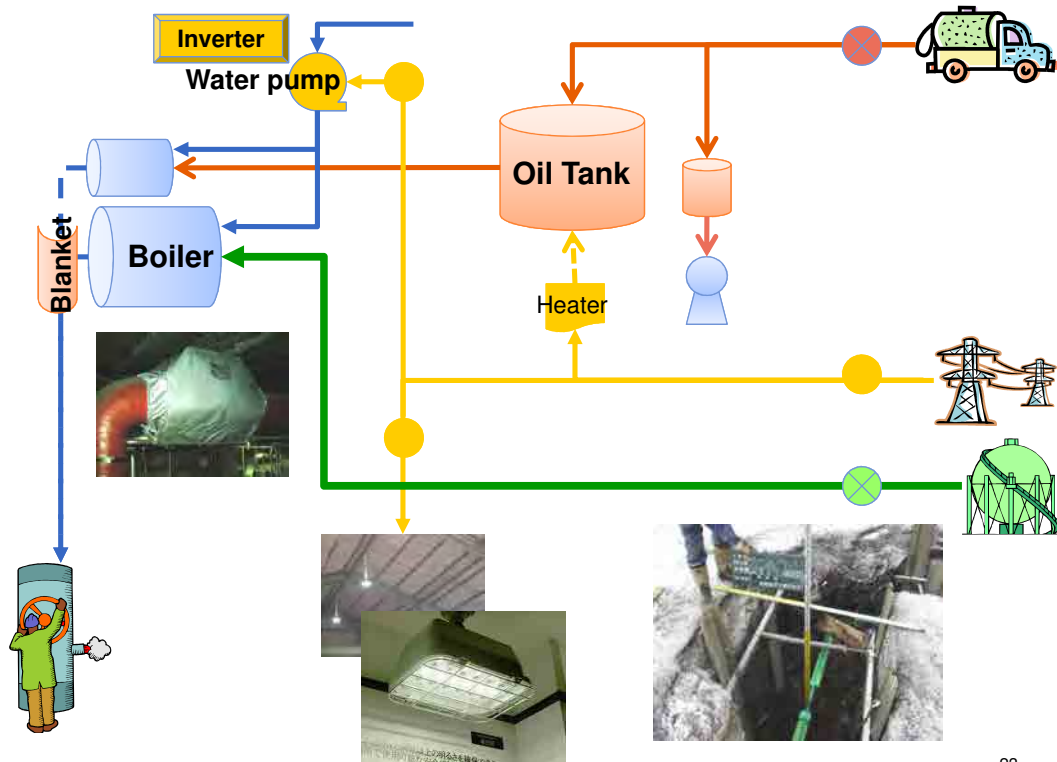 Inverter
Water pump
Oil Tank
Blanket
Boiler
Heater